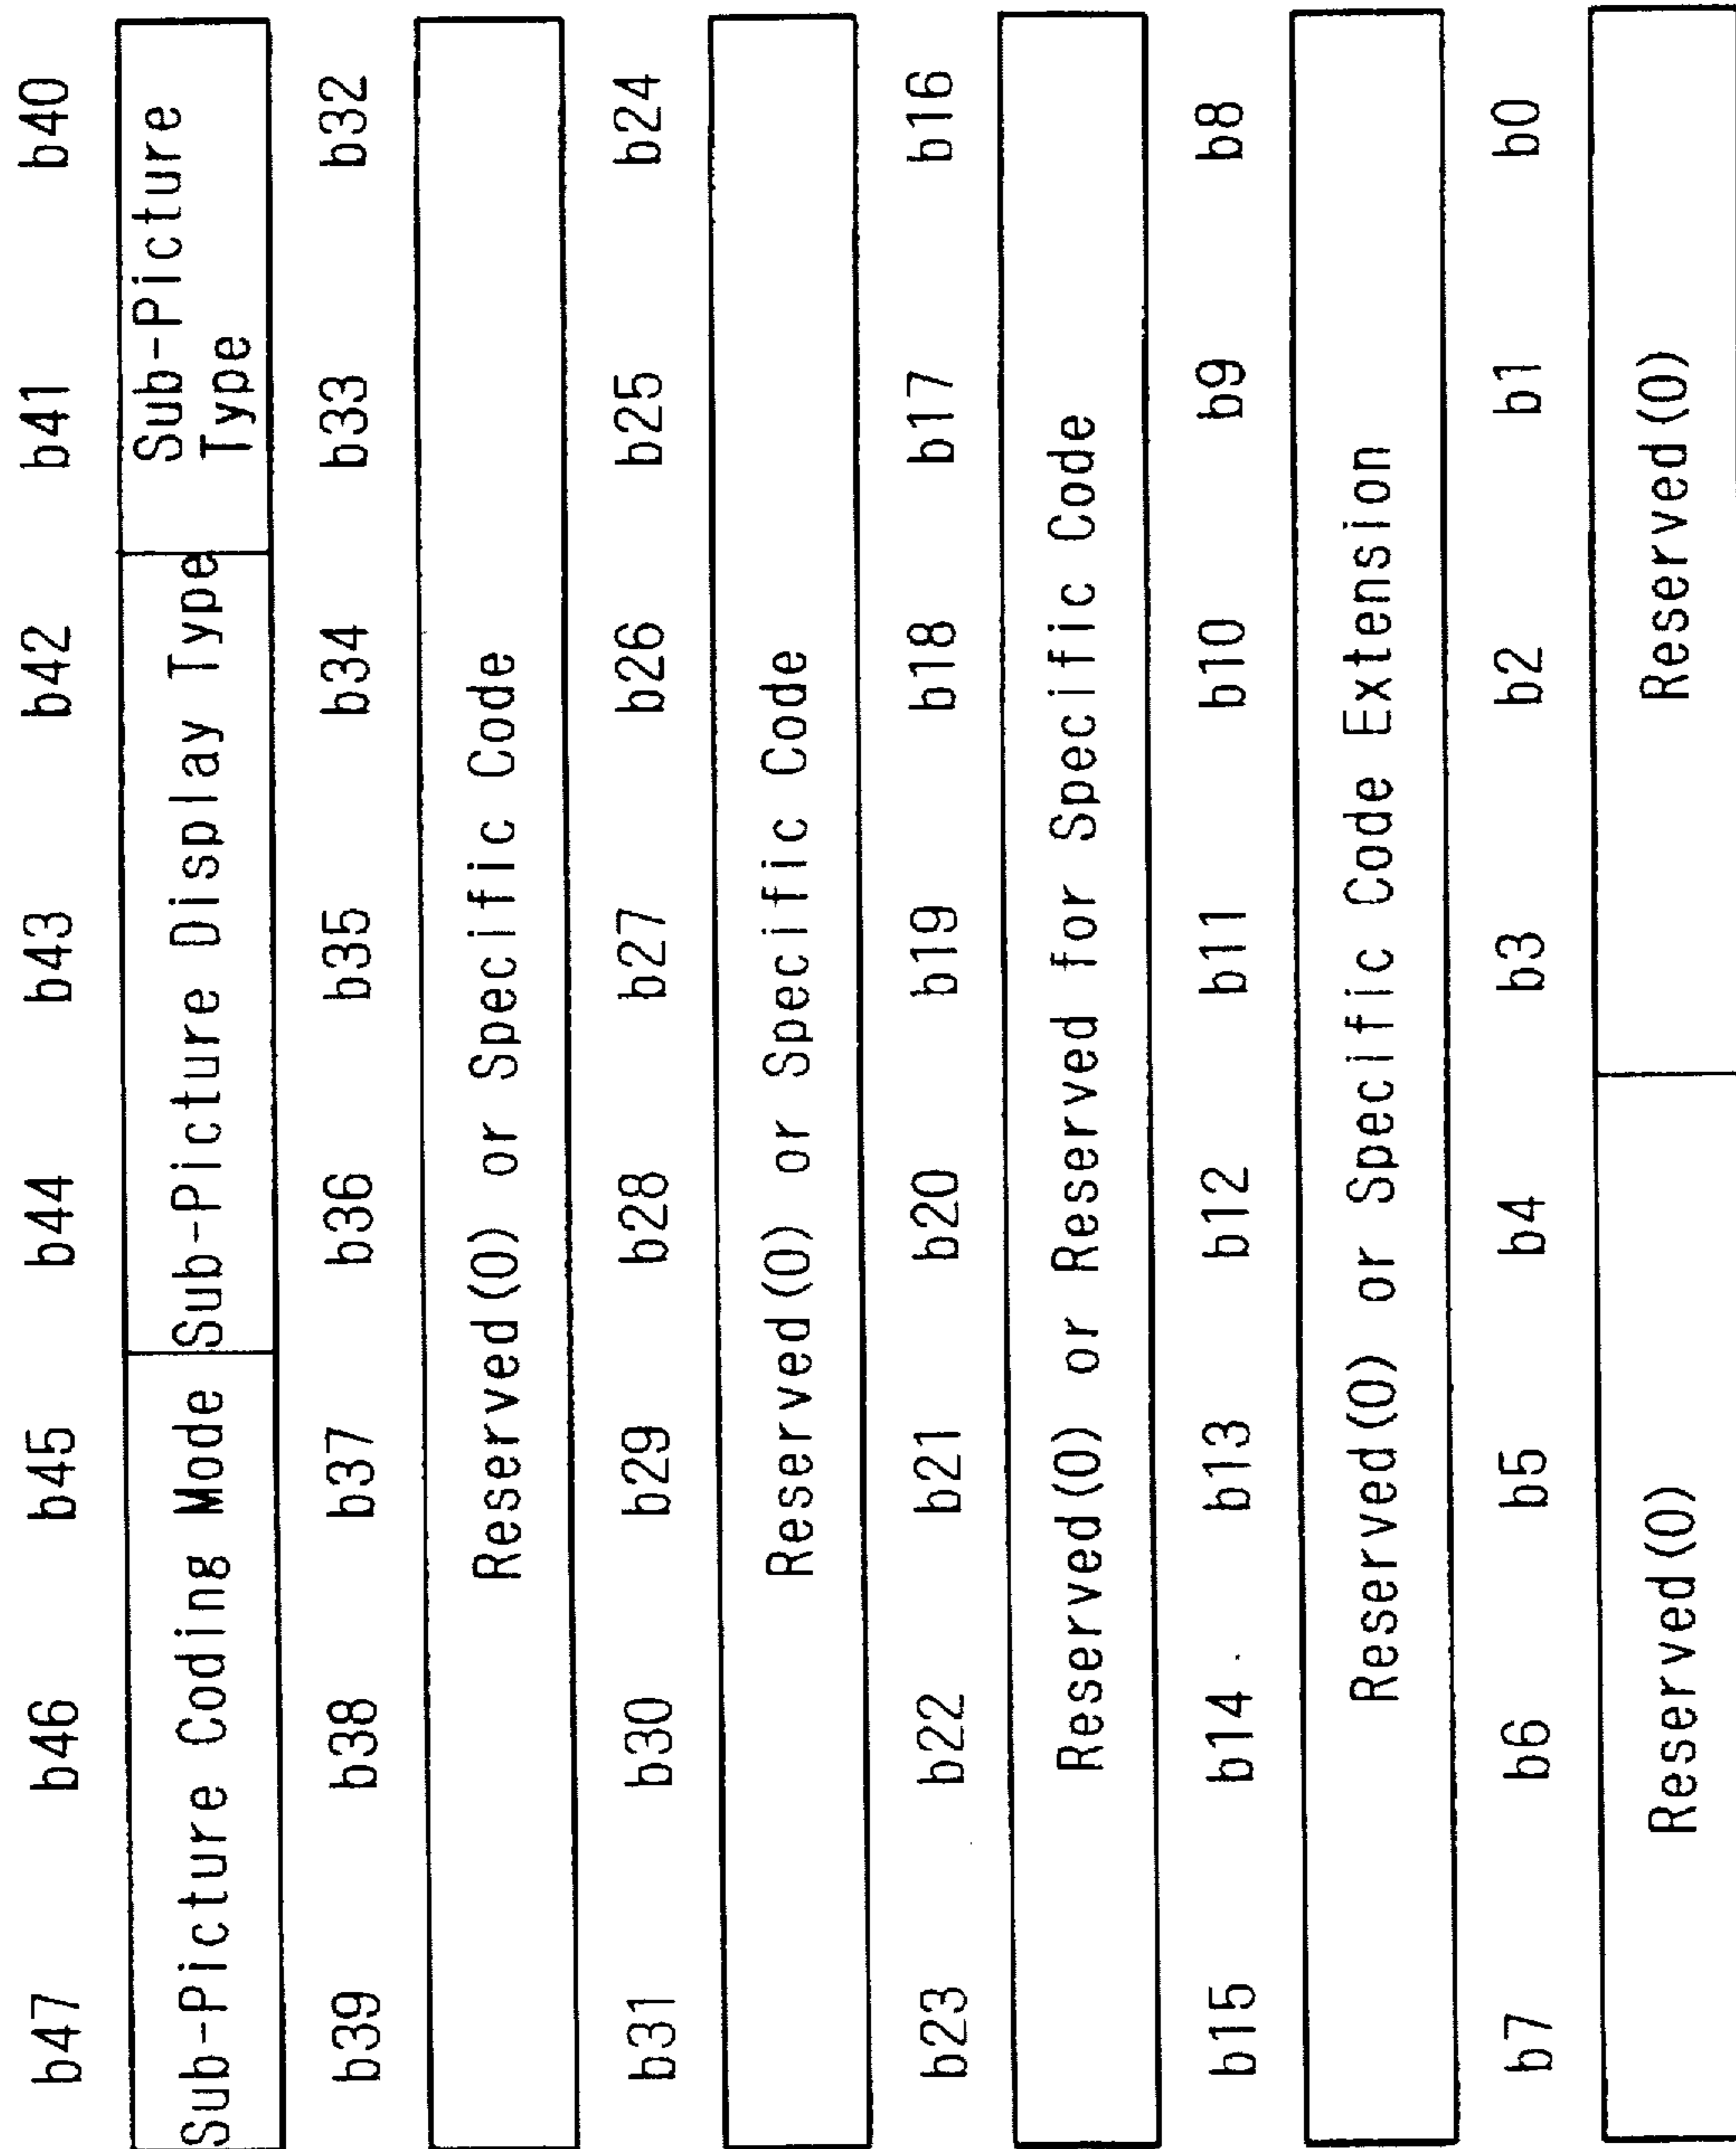 b47 b46 b45 b44 b43 b42 b41 b40
Sub-Picture Coding Mode Sub-Picture Display Type Sub-Picture
Type
b39 b38 b37 b36 b35 b34 b33 b32
Reserved(0) or Specific Code
b31 b30 b29 b28 b27 b26 b25 b24
Reserved(0) or Specific Code
b23 b22 b21 b20 b19 b18 b17 b16
Reserved(0) or Reserved for Specific Code
b15 b14 b13 b12 b11 b10 b9 b8
Reserved(0) or Specific Code Extension
b7 b6 b5 b4 b3 b2 b1 b0
Reserved(0) Reserved(0)